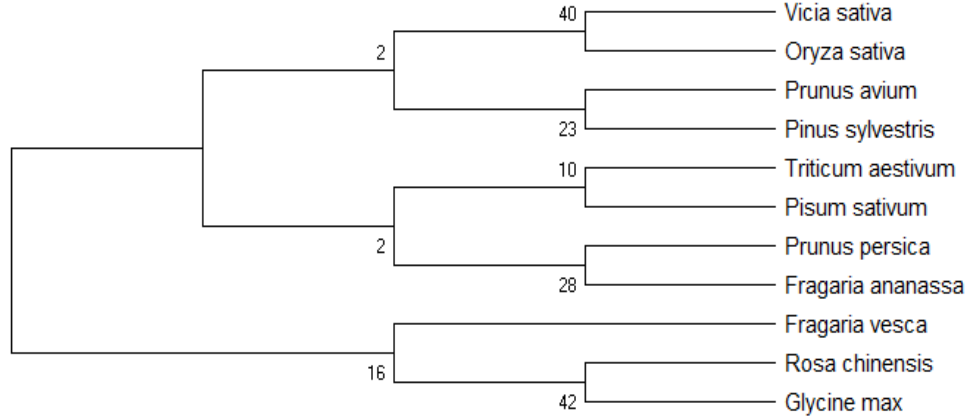 40
Vicia sativa
2
Oryza sativa
Prunus avium
23
Pinus sylvestris
10
Triticum aestivum
Pisum sativum
2
Prunus persica
28
Fragaria ananassa
Fragaria vesca
16
Rosa chinensis
42
Glycine max